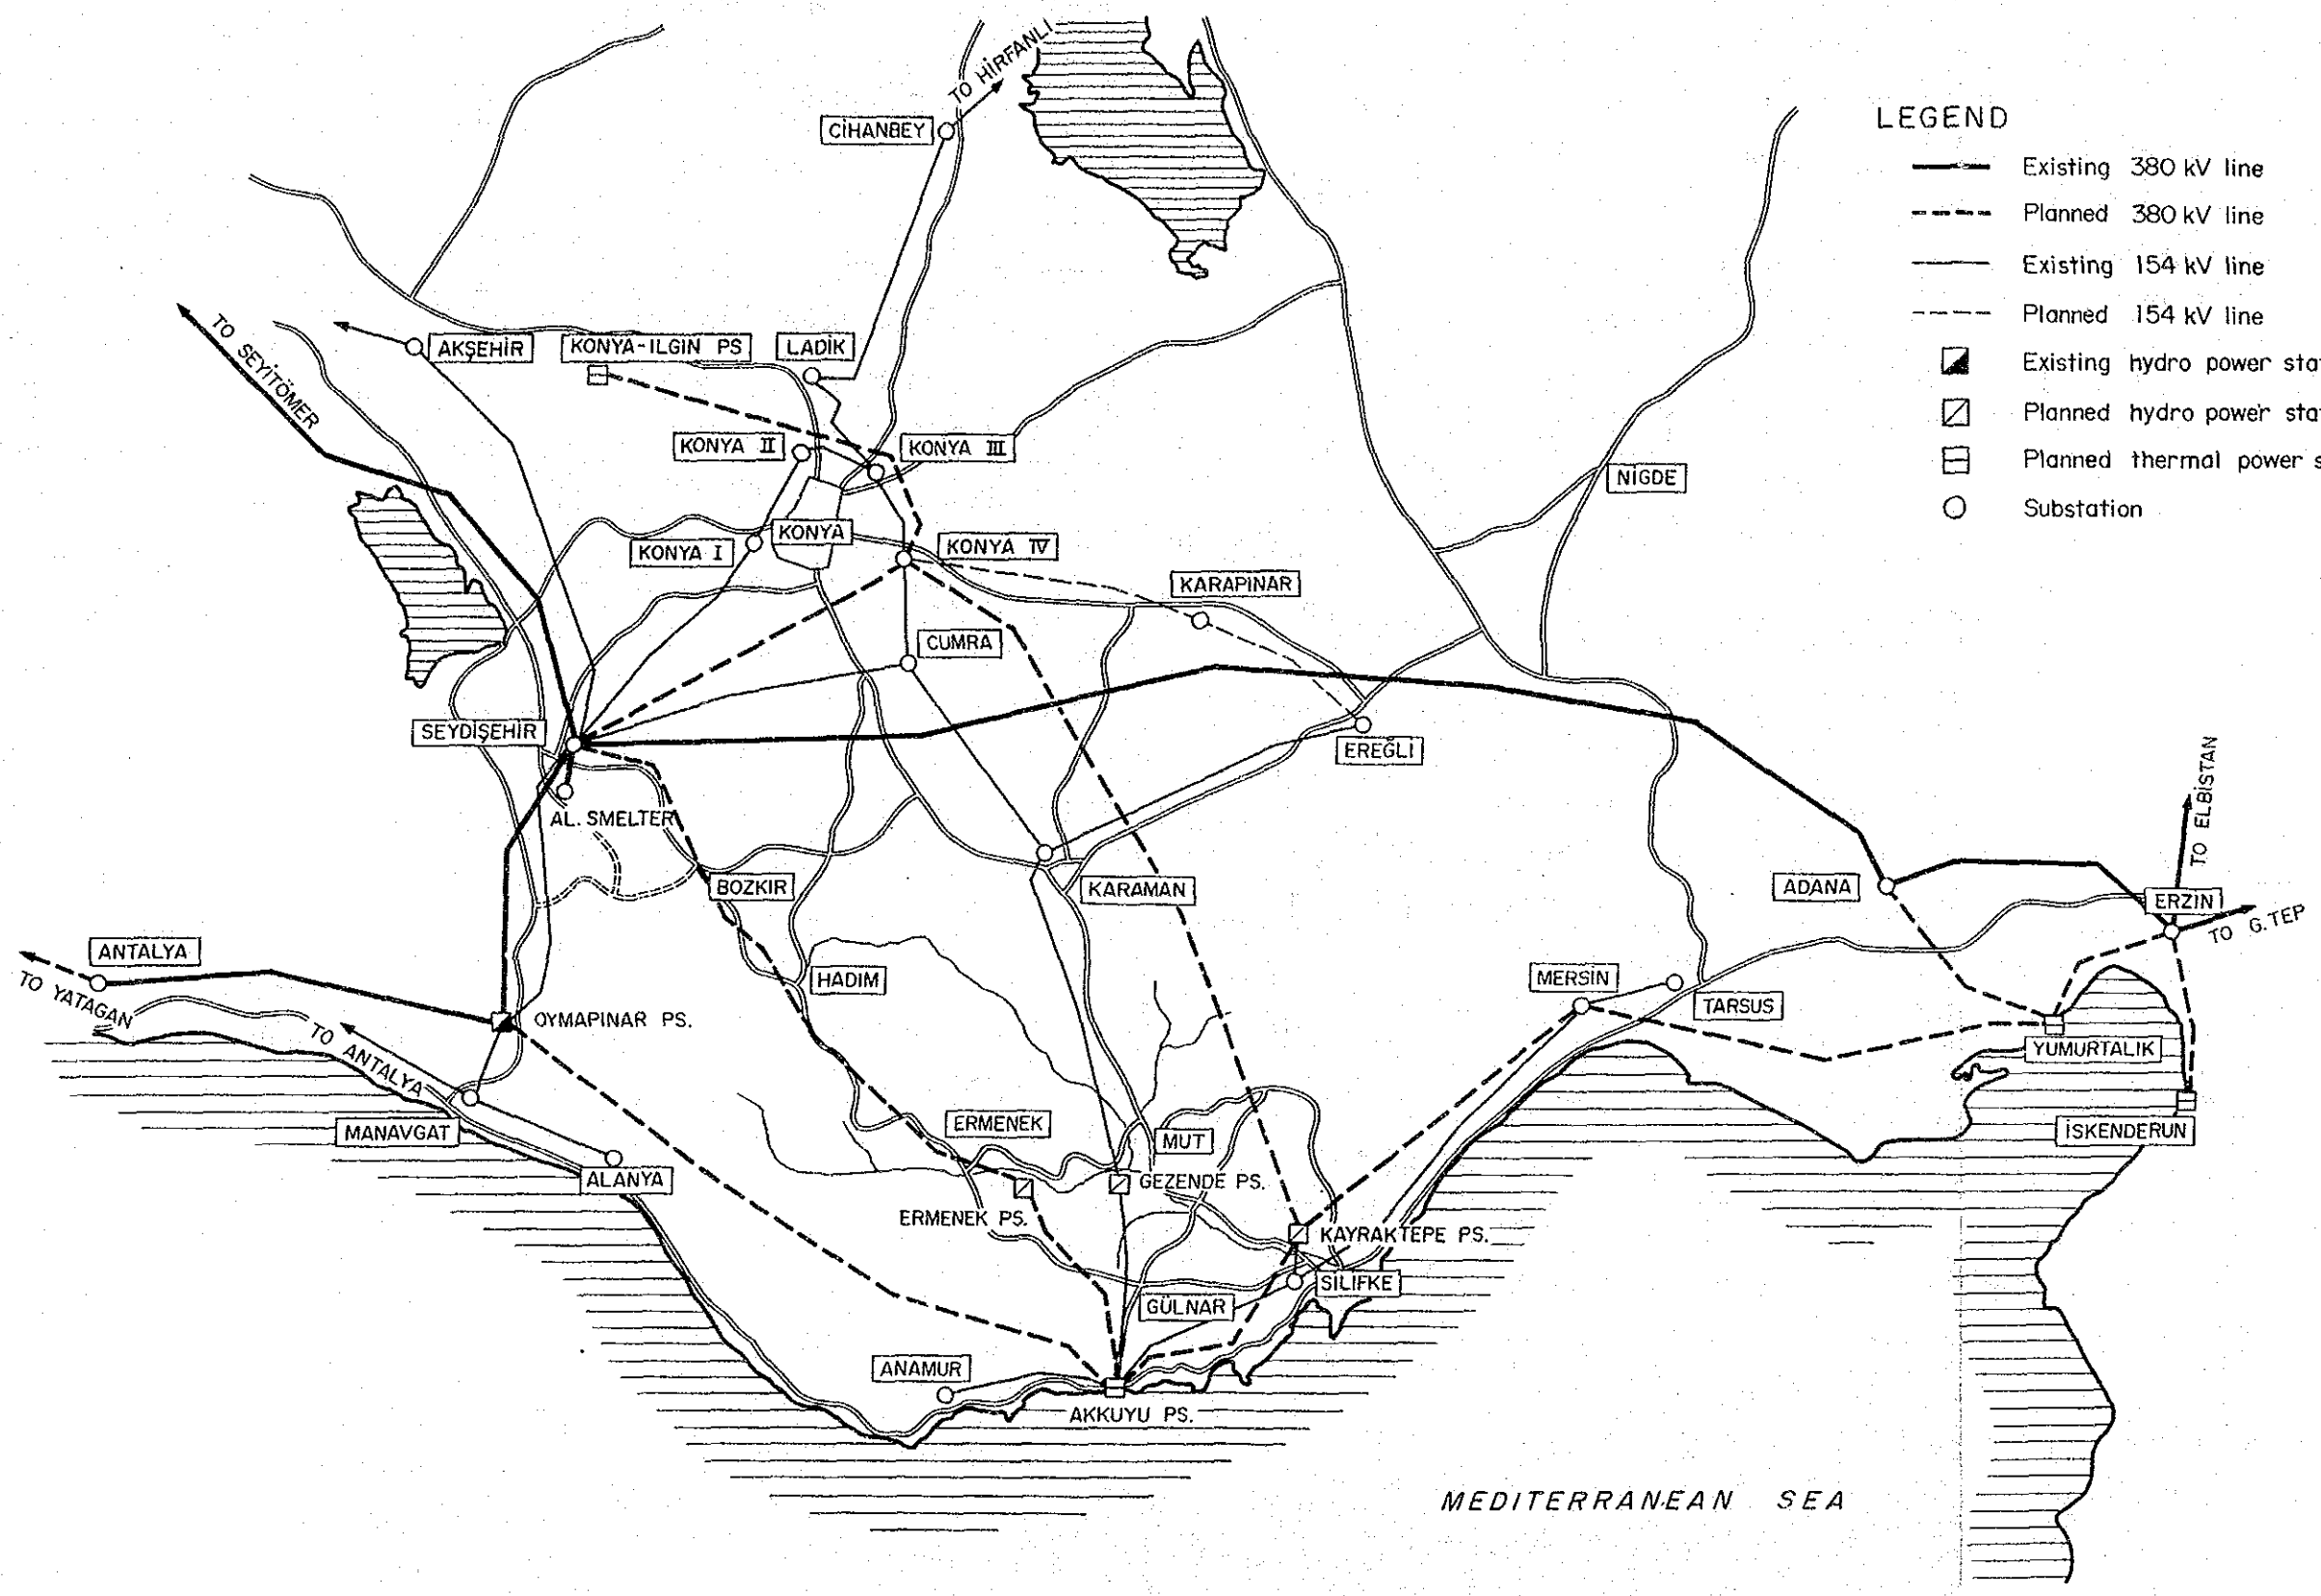 TO HİRFANLI
CİHANBEY
LEGEND
Existing 380 kV line
Planned 380 kV line
Existing 154 kV line
Planned 154 kV line
Existing hydro power sta
Planned hydro power sta
Planned thermal power s
Substation
TO SEYİTÖMER
AKŞEHİR
KONYA-ILGIN PS
LADİK
KONYA II
KONYA III
NİGDE
KONYA
KONYA I
KONYA IV
KARAPINAR
CUMRA
SEYDİŞEHİR
EREĞLİ
AL. SMELTER
TO ELBİSTAN
BOZKIR
KARAMAN
ADANA
ERZİN
TO G.TEP
ANTALYA
TO YATAGAN
HADIM
MERSİN
TARSUS
OYMAPINAR PS.
TO ANTALYA
YUMURTALIK
MANAVGAT
ERMENEK
MUT
İSKENDERUN
ALANYA
GEZENDE PS.
ERMENEK PS.
KAYRAKTEPE PS.
SİLİFKE
GÜLNAR
ANAMUR
AKKUYU PS.
MEDITERRANEAN SEA